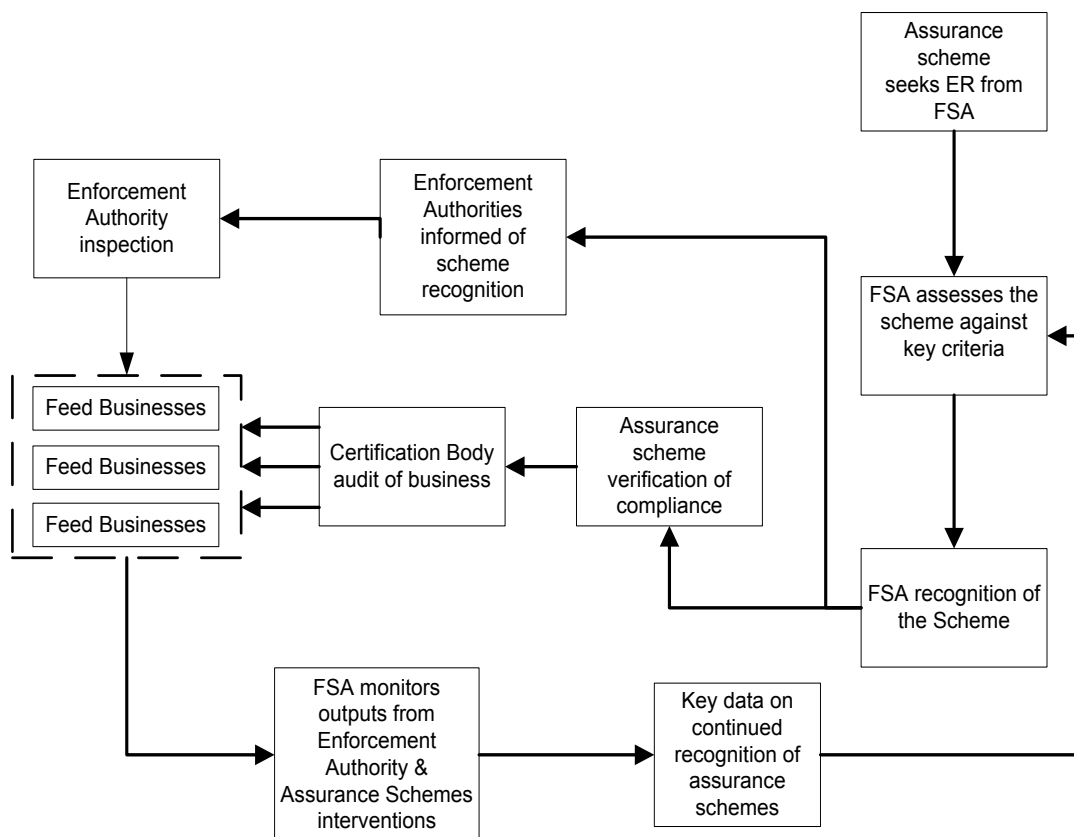 Assurance
scheme
seeks ER from
FSA
Enforcement
Authority
inspection
Enforcement
Authorities
informed of
scheme
recognition
FSA assesses the
scheme against
key criteria
Feed Businesses
Feed Businesses
Feed Businesses
Certification Body
audit of business
Assurance
scheme
verification of
compliance
FSA recognition of
the Scheme
FSA monitors
outputs from
Enforcement
Authority &
Assurance Schemes
interventions
Key data on
continued
recognition of
assurance
schemes